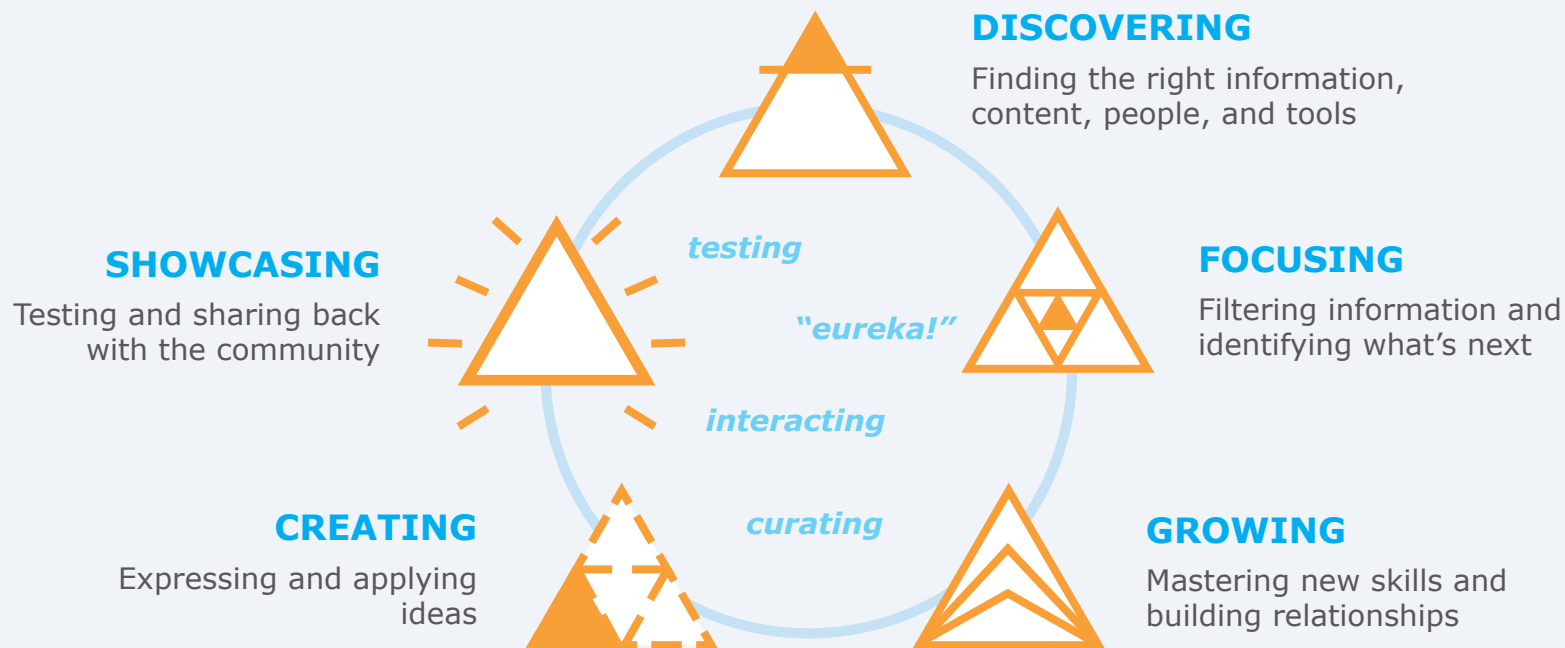 DISCOVERING
Finding the right information,
content, people, and tools
testing
SHOWCASING
Testing and sharing back
with the community
FOCUSING
Filtering information and
identifying what’s next
“eureka!”
interacting
curating
CREATING
Expressing and applying
ideas
GROWING
Mastering new skills and
building relationships